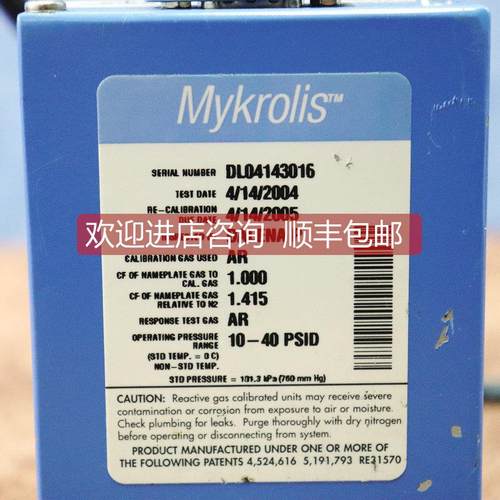 Mykrolis™
SERIAL NUMBER DL04143016
TEST DATE 4/14/2004
RE-CALIBRATION DUE DATE 4/14/2005
欢迎进店咨询 顺丰包邮
CALIBRATION GAS USED AR
CF OF NAMEPLATE GAS TO CAL. GAS 1.000
CF OF NAMEPLATE GAS RELATIVE TO N2 1.415
RESPONSE TEST GAS AR
OPERATING PRESSURE RANGE 10-40 PSID
(STD TEMP. = 0 C)
NON-STD TEMP.
STD PRESSURE = 101.3 kPa (760 mm Hg)
CAUTION: Reactive gas calibrated units may receive severe
contamination or corrosion from exposure to air or moisture.
Check plumbing for leaks. Purge thoroughly with dry nitrogen
before operating or disconnecting from system.
PRODUCT MANUFACTURED UNDER ONE OR MORE OF
THE FOLLOWING PATENTS 4,524,616 5,191,793 RE31570